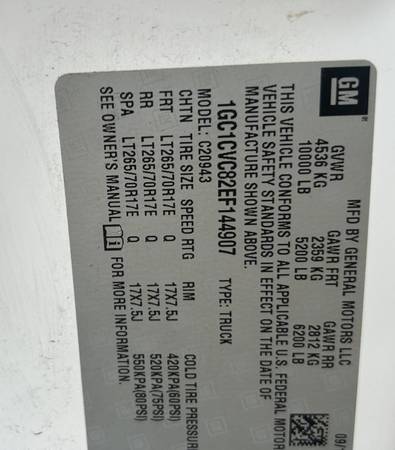 GM
MFD BY GENERAL MOTORS LLC 09/
GVWR GAWR FRT GAWR RR
4536 KG 2359 KG 2812 KG
10000 LB 5200 LB 6200 LB
THIS VEHICLE CONFORMS TO ALL APPLICABLE U.S. FEDERAL MOTOR
VEHICLE SAFETY STANDARDS IN EFFECT ON THE DATE OF
MANUFACTURE SHOWN ABOVE.
1GC1CVC82EF144907 TYPE: TRUCK
MODEL: C20943
CHTN TIRE SIZE SPEED RTG RIM COLD TIRE PRESSURE
FRT LT265/70R17E Q 17X7.5J 420KPA(60PSI)
RR LT265/70R17E Q 17X7.5J 520KPA(75PSI)
SPA LT265/70R17E Q 17X7.5J 550KPA(80PSI)
SEE OWNER'S MANUAL i FOR MORE INFORMATION.